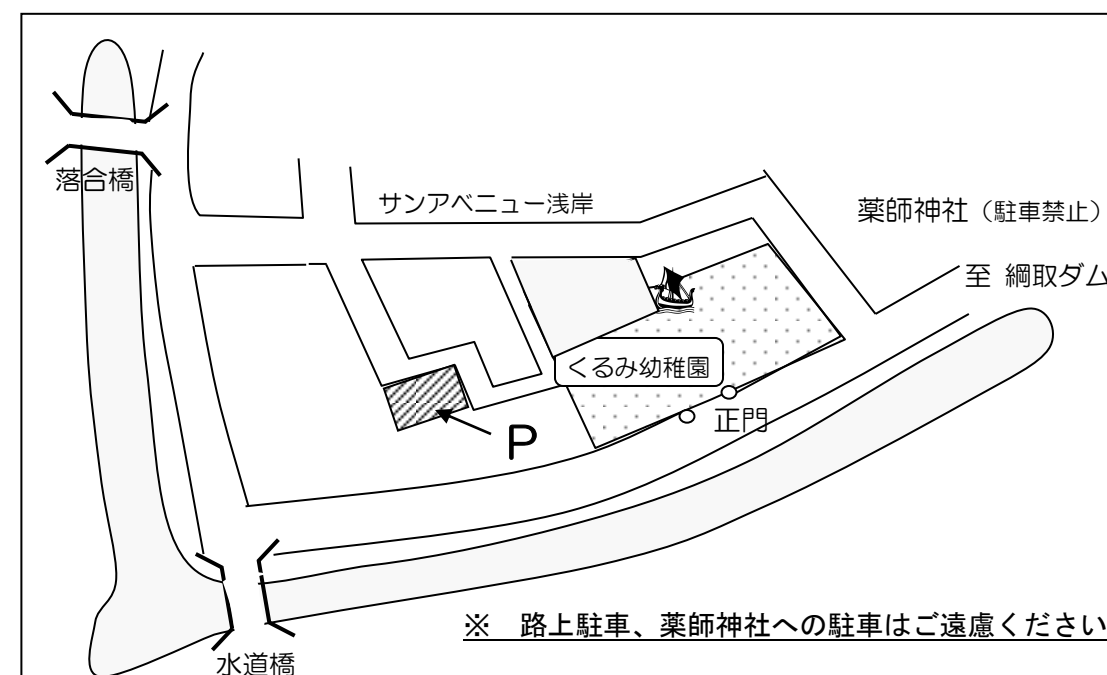 落合橋
サンアベニュー浅岸
薬師神社（駐車禁止）
至 綱取ダム
くるみ幼稚園
正門
P
※　路上駐車、薬師神社への駐車はご遠慮ください
水道橋